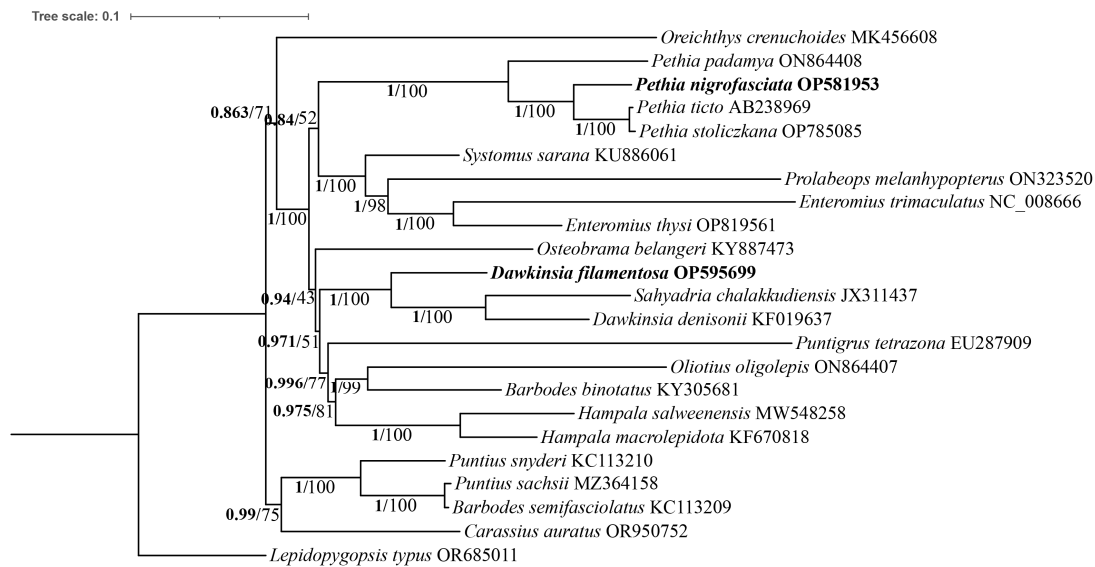 Tree scale: 0.1
Oreichthys crenuchoides MK456608
Pethia padamya ON864408
1/100
Pethia nigrofasciata OP581953
0.863/71
0.84/52
1/100
Pethia ticto AB238969
1/100
Pethia stoliczkana OP785085
Systomus sarana KU886061
1/100
Prolabeops melanhypopterus ON323520
1/98
Enteromius trimaculatus NC_008666
1/100
1/100
Enteromius thysi OP819561
Osteobrama belangeri KY887473
Dawkinsia filamentosa OP595699
0.94/43
1/100
Sahyadria chalakkudiensis JX311437
1/100
Dawkinsia denisonii KF019637
0.971/51
Puntigrus tetrazona EU287909
Oliotius oligolepis ON864407
0.996/77
1/99
Barbodes binotatus KY305681
0.975/81
Hampala salweenensis MW548258
1/100
Hampala macrolepidota KF670818
Puntius snyderi KC113210
1/100
Puntius sachsii MZ364158
1/100
Barbodes semifasciolatus KC113209
0.99/75
Carassius auratus OR950752
Lepidopygopsis typus OR685011